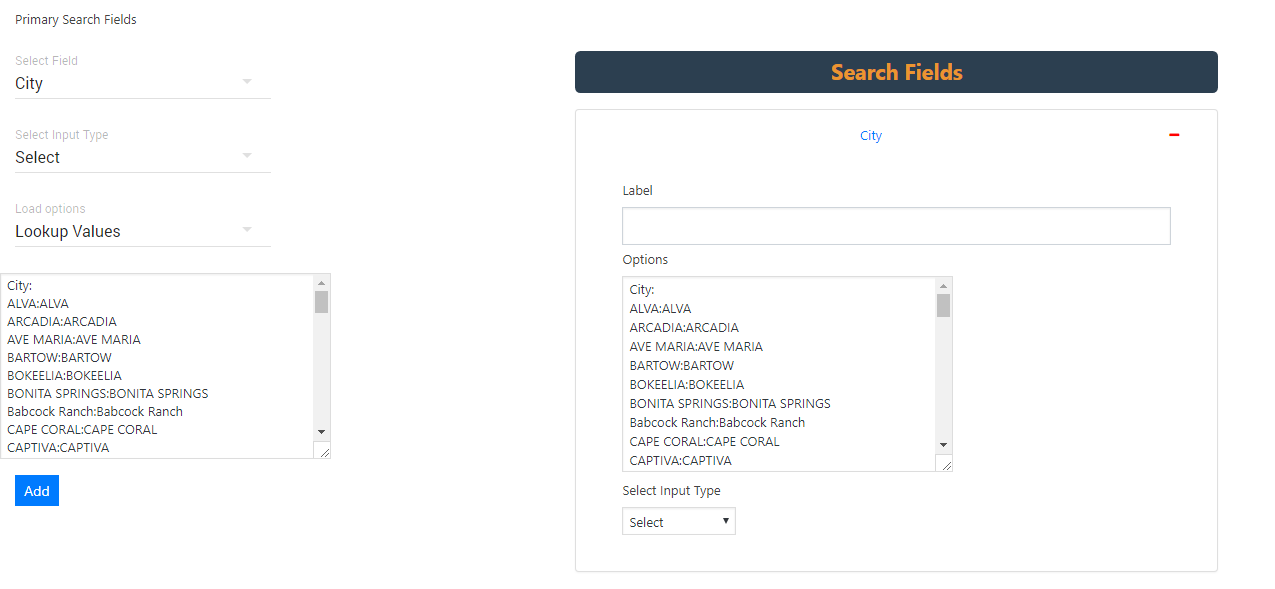 Primary Search Fields
Select Field
City
Select Input Type
Select
Load options
Lookup Values
City:
ALVA:ALVA
ARCADIA:ARCADIA
AVE MARIA:AVE MARIA
BARTOW:BARTOW
BOKEELIA:BOKEELIA
BONITA SPRINGS:BONITA SPRINGS
Babcock Ranch:Babcock Ranch
CAPE CORAL:CAPE CORAL
CAPTIVA:CAPTIVA
Add
Search Fields
City
Label
Options
City:
ALVA:ALVA
ARCADIA:ARCADIA
AVE MARIA:AVE MARIA
BARTOW:BARTOW
BOKEELIA:BOKEELIA
BONITA SPRINGS:BONITA SPRINGS
Babcock Ranch:Babcock Ranch
CAPE CORAL:CAPE CORAL
CAPTIVA:CAPTIVA
Select Input Type
Select